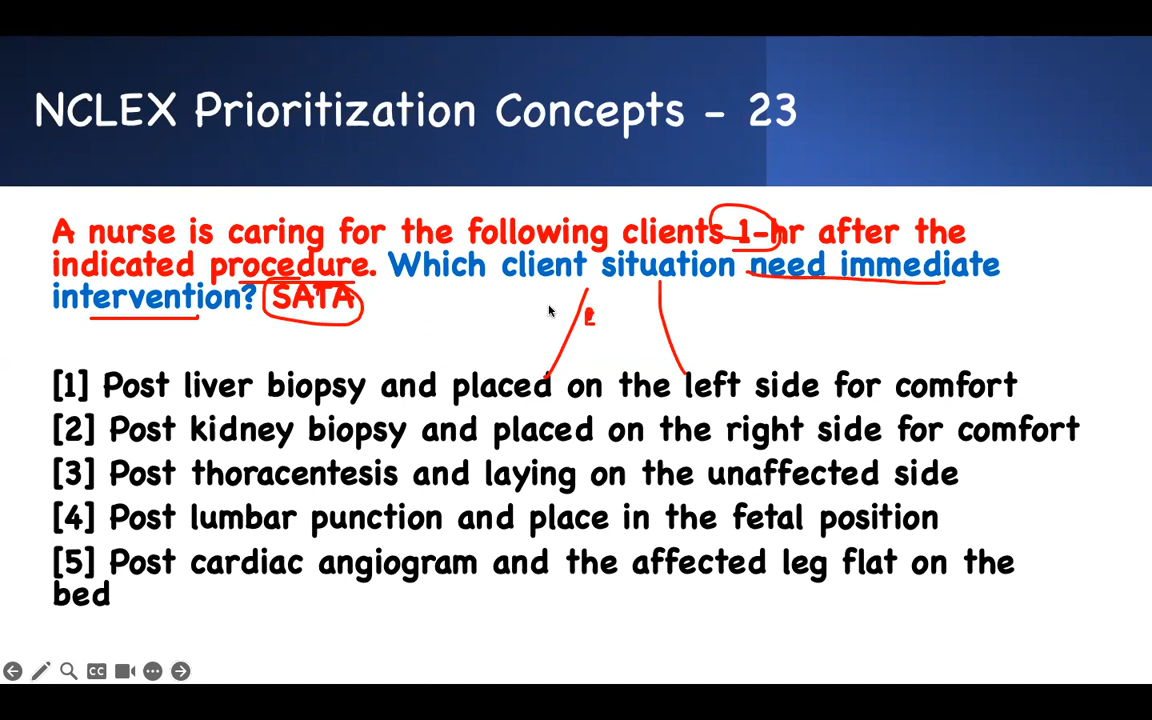 NCLEX Prioritization Concepts - 23
A nurse is caring for the following clients 1-hr after the
indicated procedure. Which client situation need immediate
intervention? SATA
[1] Post liver biopsy and placed on the left side for comfort
[2] Post kidney biopsy and placed on the right side for comfort
[3] Post thoracentesis and laying on the unaffected side
[4] Post lumbar punction and place in the fetal position
[5] Post cardiac angiogram and the affected leg flat on the
bed
CC